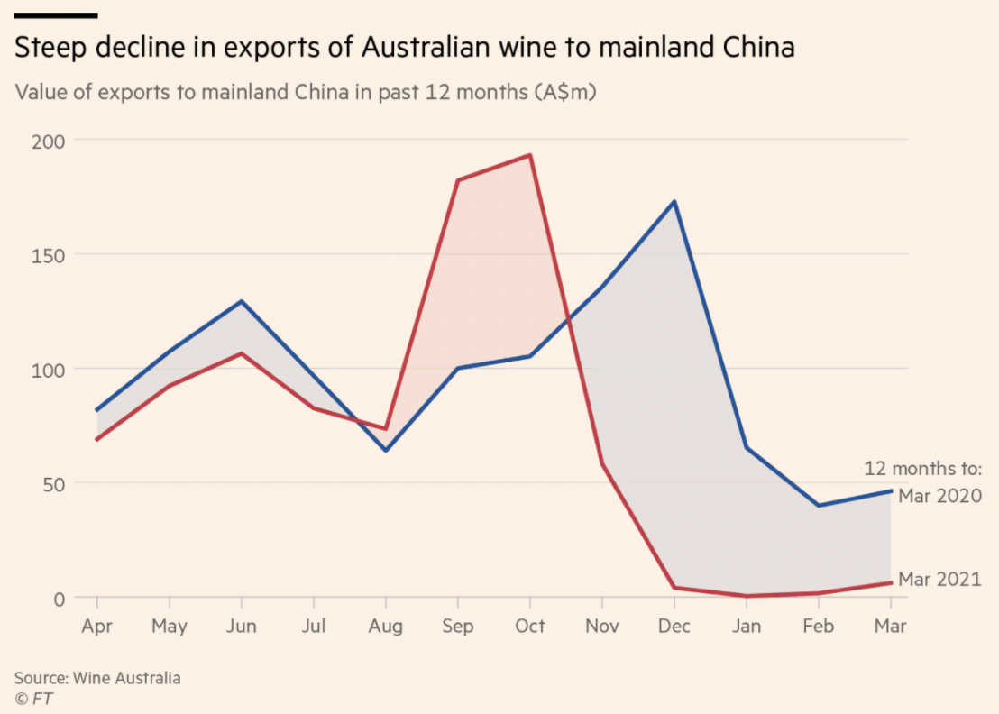 Steep decline in exports of Australian wine to mainland China
Value of exports to mainland China in past 12 months (A$m)
200
150
100
50
0
12 months to:
Mar 2020
Mar 2021
Apr May Jun Jul Aug Sep Oct Nov Dec Jan Feb Mar
Source: Wine Australia
© FT